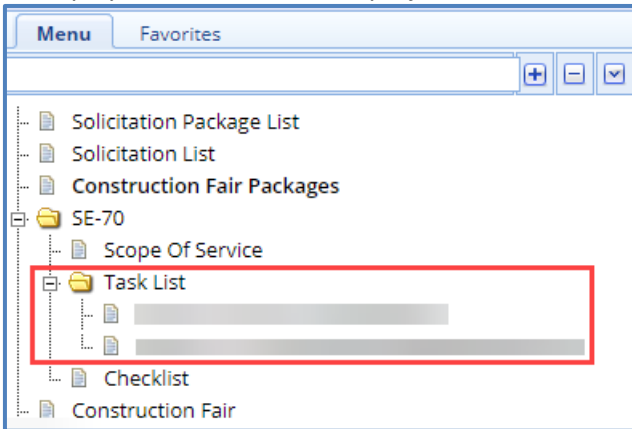 Menu Favorites
Solicitation Package List
Solicitation List
Construction Fair Packages
SE-70
Scope Of Service
Task List
Checklist
Construction Fair